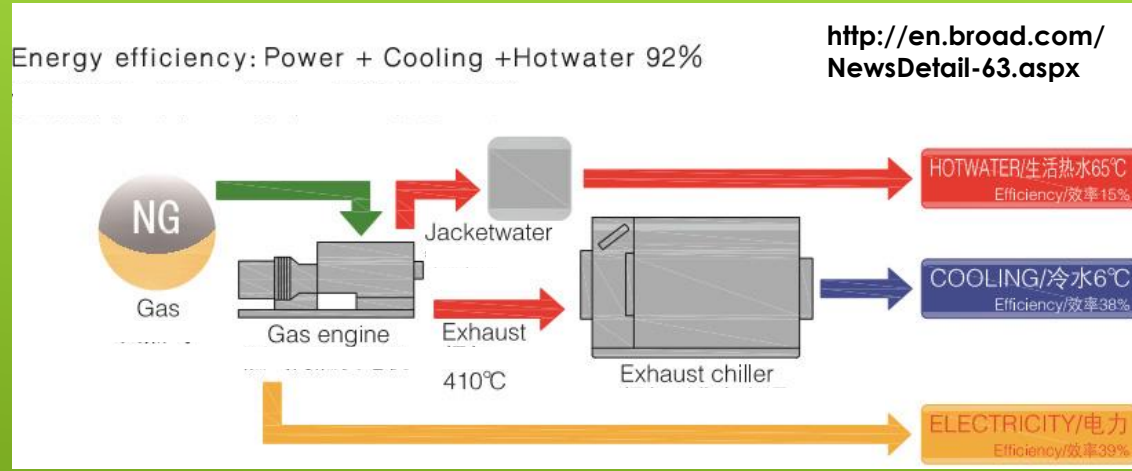 Energy efficiency: Power + Cooling +Hotwater 92%
http://en.broad.com/
NewsDetail-63.aspx
NG
Gas
Gas engine
Jacketwater
Exhaust
410℃
Exhaust chiller
HOTWATER/生活热水65℃
Efficiency/效率15%
COOLING/冷水6℃
Efficiency/效率38%
ELECTRICITY/电力
Efficiency/效率39%